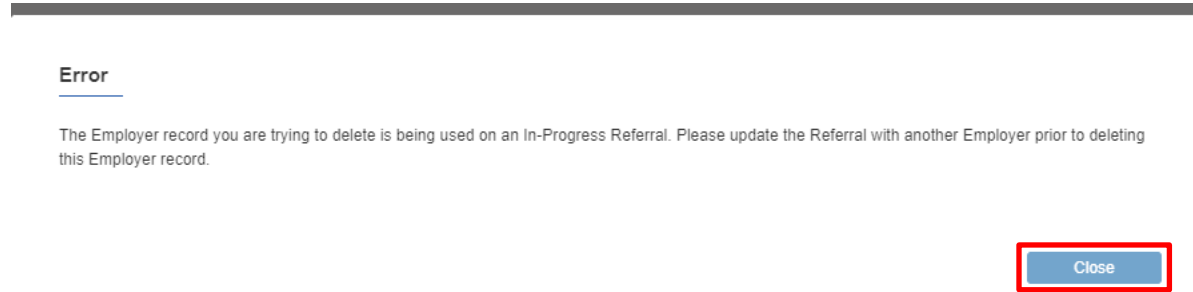 Error
The Employer record you are trying to delete is being used on an In-Progress Referral. Please update the Referral with another Employer prior to deleting
this Employer record.
Close